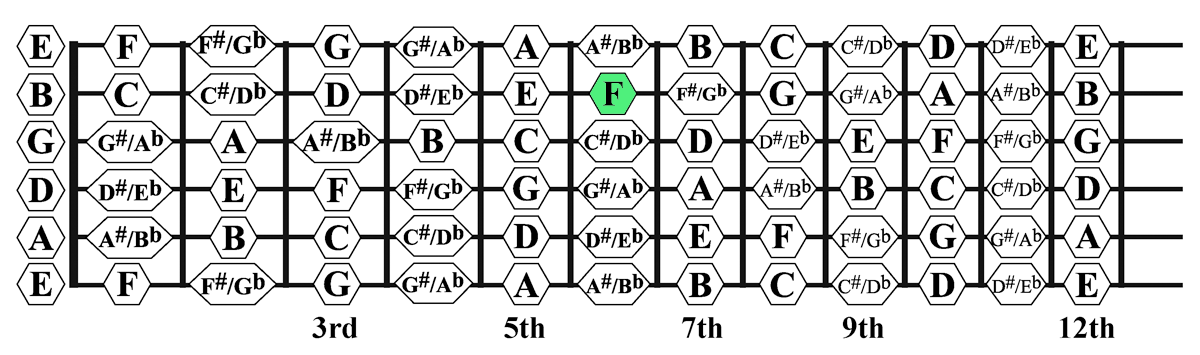 E F F#/Gb G G#/Ab A A#/Bb B C C#/Db D D#/Eb E
B C C#/Db D D#/Eb E F F#/Gb G G#/Ab A A#/Bb B
G G#/Ab A A#/Bb B C C#/Db D D#/Eb E F F#/Gb G
D D#/Eb E F F#/Gb G G#/Ab A A#/Bb B C C#/Db D
A A#/Bb B C C#/Db D D#/Eb E F F#/Gb G G#/Ab A
E F F#/Gb G G#/Ab A A#/Bb B C C#/Db D D#/Eb E
3rd 5th 7th 9th 12th